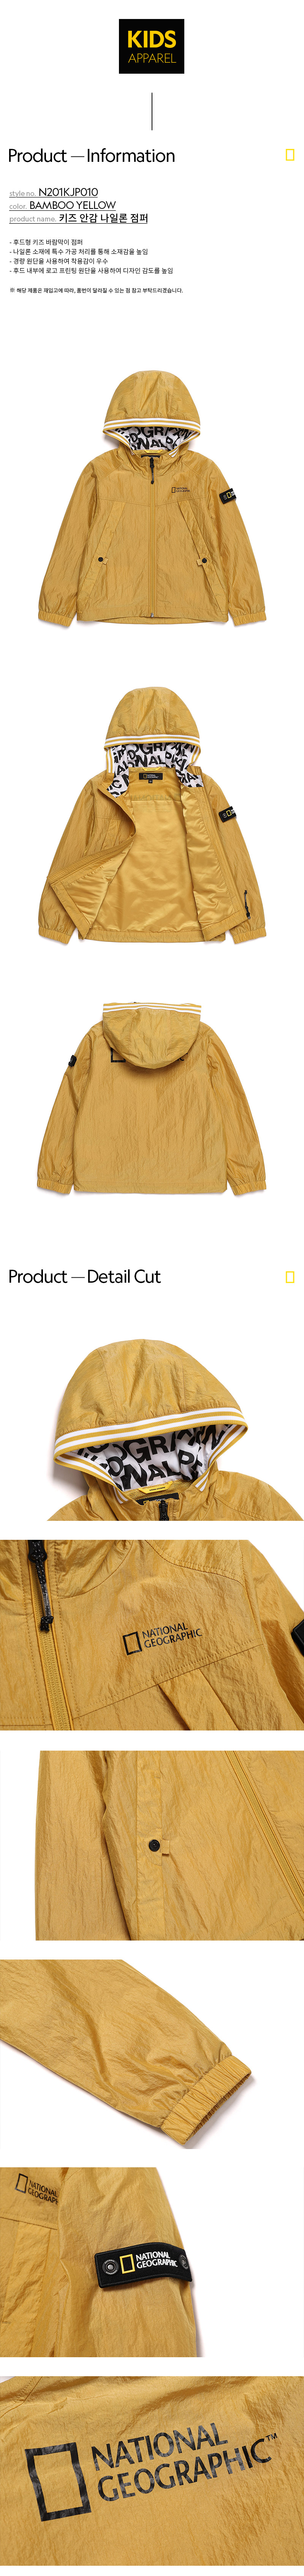 KIDS
APPAREL
Product — Information
style no. N201KJP010
color. BAMBOO YELLOW
product name. 키즈 안감 나일론 점퍼
- 후드형 키즈 바람막이 점퍼
- 나일론 소재에 특수 가공 처리를 통해 소재감을 높임
- 경량 원단을 사용하여 착용감이 우수
- 후드 내부에 로고 프린팅 원단을 사용하여 디자인 감도를 높임
※ 해당 제품은 재입고에 따라, 품번이 달라질 수 있는 점 참고 부탁드리겠습니다.
NATIONAL
GEOGRAPHIC
Product — Detail Cut
NATIONAL
GEOGRAPHIC
NATIONAL
GEOGRAPHIC
NATIONAL
GEOGRAPHIC™